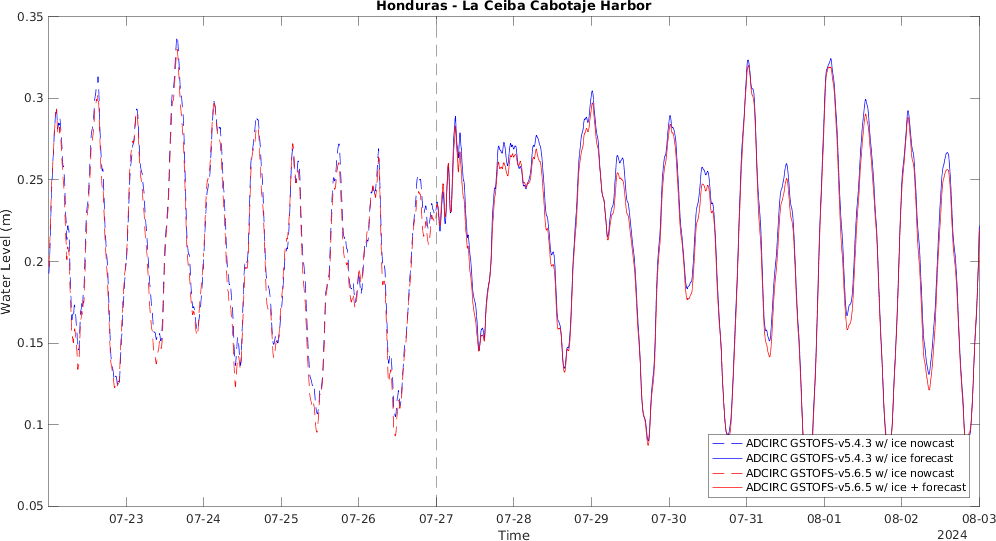 Honduras - La Ceiba Cabotaje Harbor
0.35
0.3
0.25
0.2
0.15
0.1
0.05
Water Level (m)
ADCIRC GSTOFS-v5.4.3 w/ ice nowcast
ADCIRC GSTOFS-v5.4.3 w/ ice forecast
ADCIRC GSTOFS-v5.6.5 w/ ice nowcast
ADCIRC GSTOFS-v5.6.5 w/ ice + forecast
07-23 07-24 07-25 07-26 07-27 07-28 07-29 07-30 07-31 08-01 08-02 08-03
Time
2024